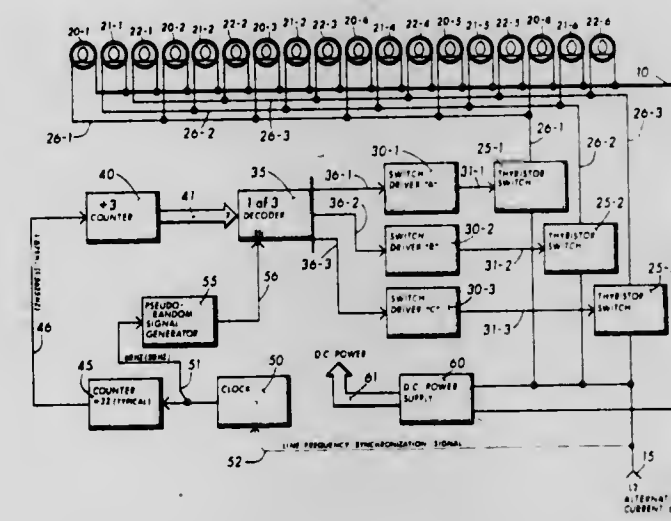 20-1 21-1 22-1 20-2 21-2 22-2 20-3 21-2 22-3 20-4 21-4 22-4 20-5 21-5 22-5 20-4 21-6 22-6
10
26-1 26-2 26-3 26-1 26-3
26-2
40
÷3
COUNTER
41
35
1 of 3
DECODER
36-1
36-2
36-3
30-1
SWITCH
DRIVER "A"
31-1
25-1
THYRISTOR
SWITCH
30-2
SWITCH
DRIVER "B"
31-2
25-2
THYRISTOR
SWITCH
30-3
SWITCH
DRIVER "C"
31-3
25-
THYRISTOR
SWITCH
46
55
PSEUDO-
RANDOM
SIGNAL
GENERATOR
56
51
45
COUNTER
÷32 (TYPICAL)
50
CLOCK
D.C. POWER
61
60
D.C. POWER
SUPPLY
52
LINE FREQUENCY SYNCHRONIZATION SIGNAL
15
ALTERNAT
CURRENT